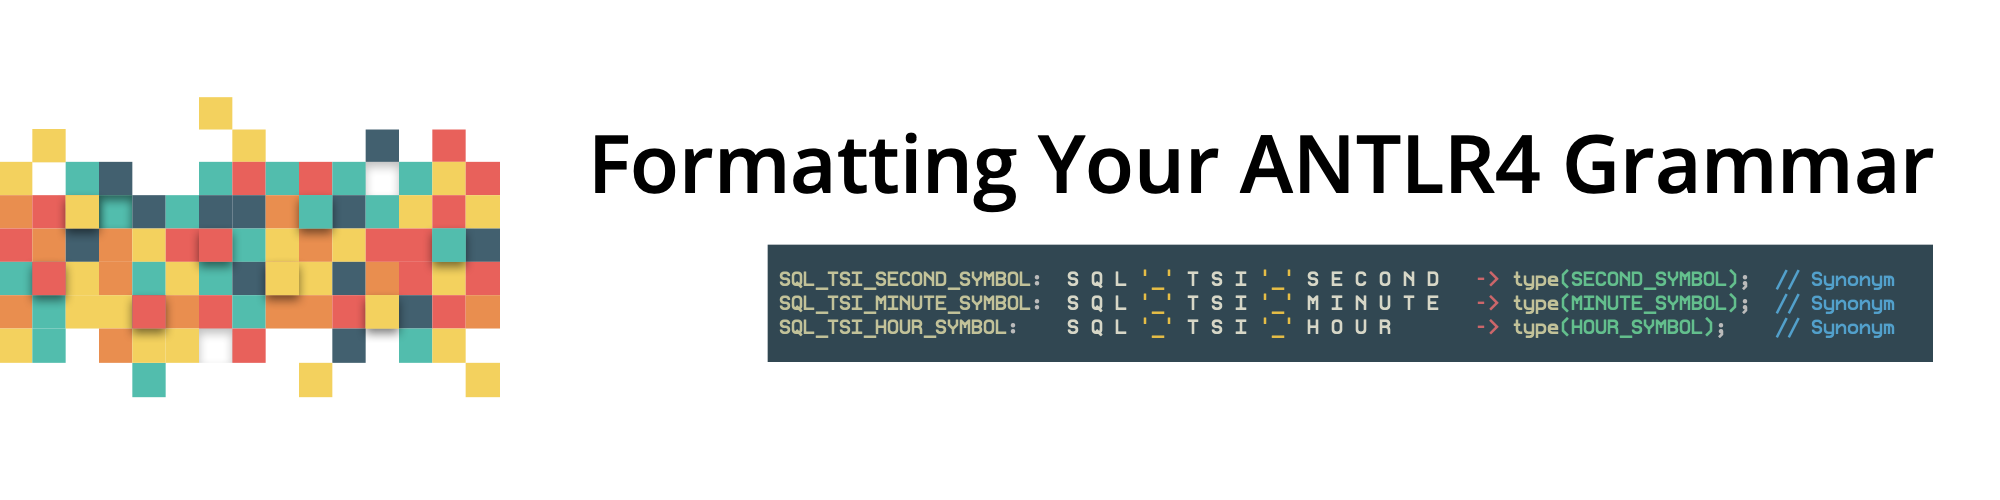 Formatting Your ANTLR4 Grammar
SQL_TSI_SECOND_SYMBOL:  S Q L '_' T S I '_' S E C O N D   -> type(SECOND_SYMBOL);  // Synonym
SQL_TSI_MINUTE_SYMBOL:  S Q L '_' T S I '_' M I N U T E   -> type(MINUTE_SYMBOL);  // Synonym
SQL_TSI_HOUR_SYMBOL:    S Q L '_' T S I '_' H O U R       -> type(HOUR_SYMBOL);    // Synonym